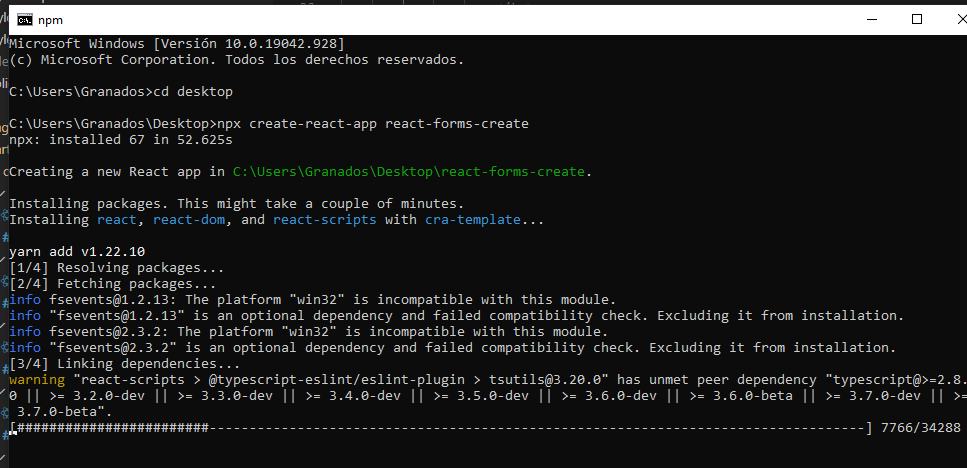 npm
Microsoft Windows [Versión 10.0.19042.928]
(c) Microsoft Corporation. Todos los derechos reservados.
C:\Users\Granados>cd desktop
C:\Users\Granados\Desktop>npx create-react-app react-forms-create
npx: installed 67 in 52.625s
Creating a new React app in C:\Users\Granados\Desktop\react-forms-create.
Installing packages. This might take a couple of minutes.
Installing react, react-dom, and react-scripts with cra-template...
yarn add v1.22.10
[1/4] Resolving packages...
[2/4] Fetching packages...
info fsevents@1.2.13: The platform "win32" is incompatible with this module.
info "fsevents@1.2.13" is an optional dependency and failed compatibility check. Excluding it from installation.
info fsevents@2.3.2: The platform "win32" is incompatible with this module.
info "fsevents@2.3.2" is an optional dependency and failed compatibility check. Excluding it from installation.
[3/4] Linking dependencies...
warning "react-scripts > @typescript-eslint/eslint-plugin > tsutils@3.20.0" has unmet peer dependency "typescript@>=2.8.
0 || >= 3.2.0-dev || >= 3.3.0-dev || >= 3.4.0-dev || >= 3.5.0-dev || >= 3.6.0-dev || >= 3.6.0-beta || >= 3.7.0-dev || >=
3.7.0-beta".
[########################----------------------------------------------------------------------------------] 7766/34288